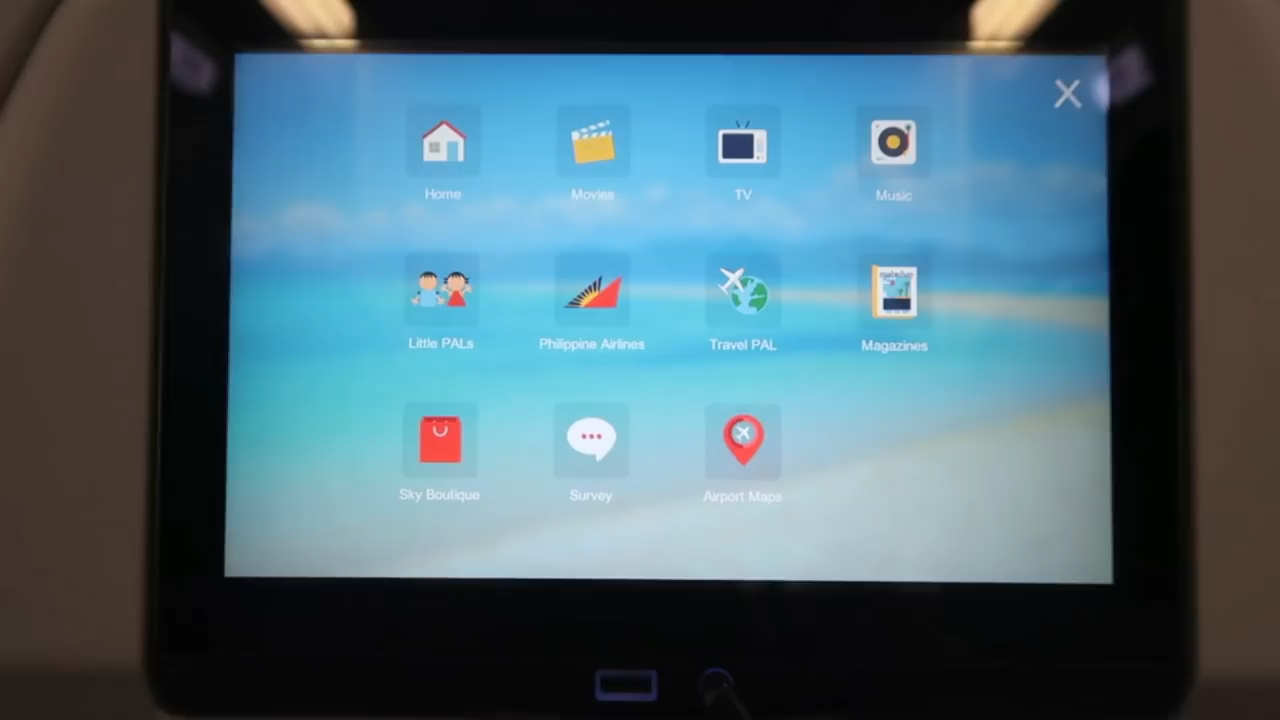 Home
Movies
TV
Music
Little PALs
Philippine Airlines
Travel PAL
Magazines
Sky Boutique
Survey
Airport Maps